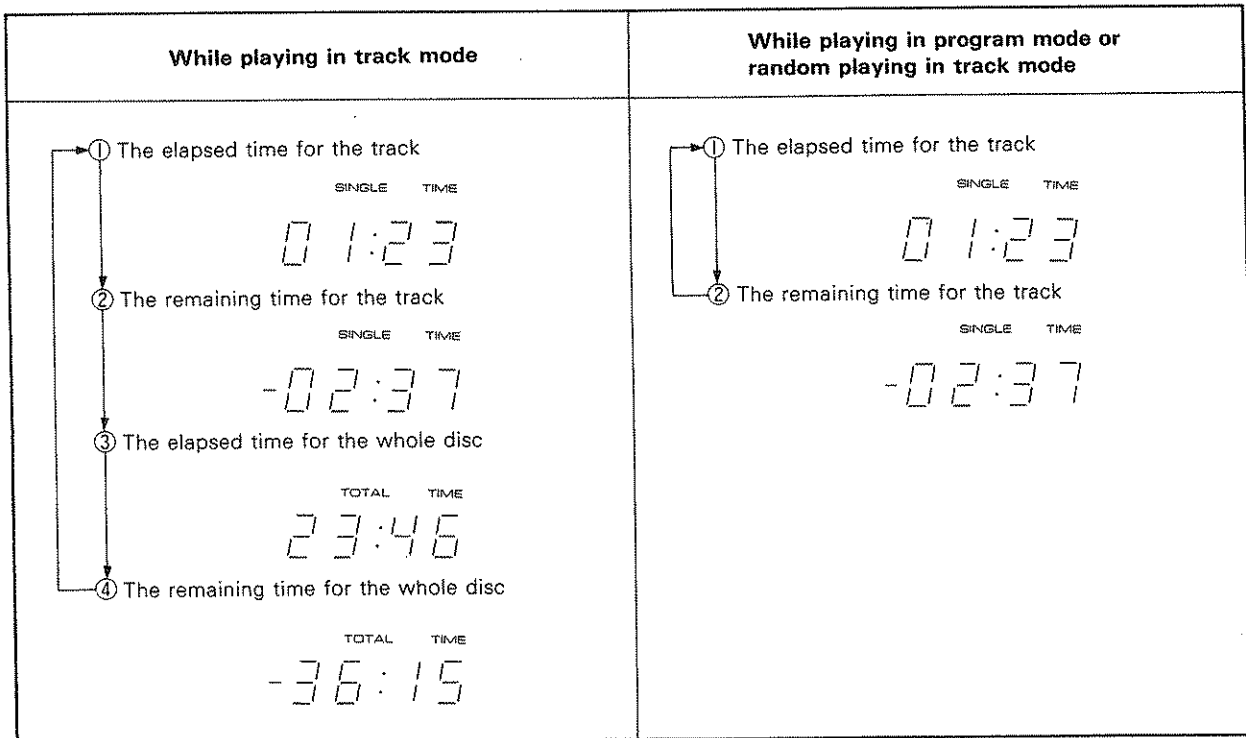 While playing in track mode
While playing in program mode or
random playing in track mode
① The elapsed time for the track
SINGLE TIME
01:23
② The remaining time for the track
SINGLE TIME
-02:37
③ The elapsed time for the whole disc
TOTAL TIME
23:46
④ The remaining time for the whole disc
TOTAL TIME
-36:15
① The elapsed time for the track
SINGLE TIME
01:23
② The remaining time for the track
SINGLE TIME
-02:37